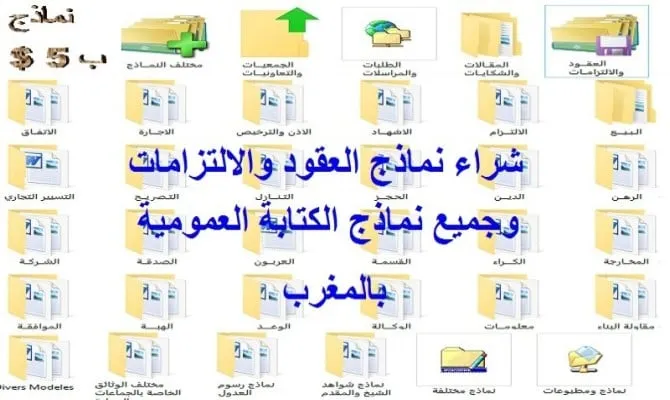 نماذج
ب 5 $
العقود
والالتزامات
المقالات
والشكايات
الطلبات
والمراسلات
الجمعيات
والتعاونيات
مختلف النماذج
البيع
الالتزام
الاشهاد
الاذن والترخيص
الاجارة
الاتفاق
شراء نماذج العقود والالتزامات
الرهن
الدين
الحجز
التنازل
التصريح
التسيير التجاري
وجميع نماذج الكتابة العمومية
المخارجة
الكراء
القسمة
العربون
الصدقة
الشركة
بالمغرب
مقاولة البناء
معلومات
الوكالة
الوعد
الهبة
الموافقة
نماذج ومطبوعات
نماذج مختلفة
نماذج شواهد
الشيخ والمقدم
نماذج رسوم
العدول
مختلف الوثائق
الخاصة بالجماعات
Divers Modeles